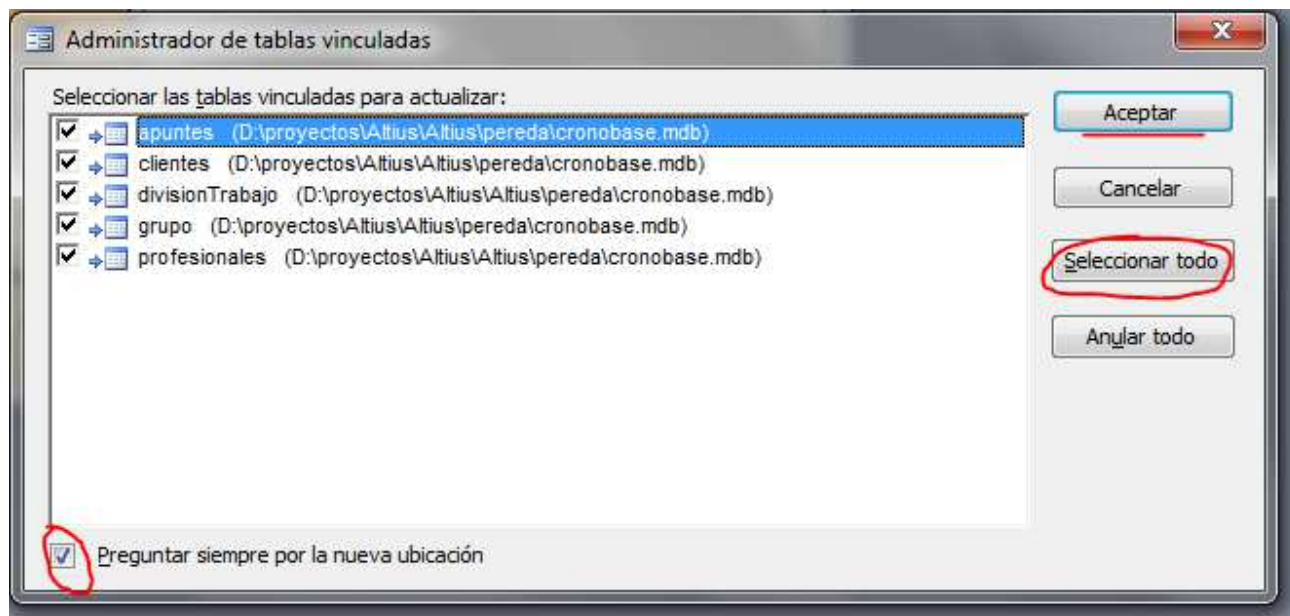 Administrador de tablas vinculadas
Seleccionar las tablas vinculadas para actualizar:
apuntes (D:\proyectos\Altius\Altius\pereda\cronobase.mdb)
clientes (D:\proyectos\Altius\Altius\pereda\cronobase.mdb)
divisionTrabajo (D:\proyectos\Altius\Altius\pereda\cronobase.mdb)
grupo (D:\proyectos\Altius\Altius\pereda\cronobase.mdb)
profesionales (D:\proyectos\Altius\Altius\pereda\cronobase.mdb)
Aceptar
Cancelar
Seleccionar todo
Anular todo
Preguntar siempre por la nueva ubicación